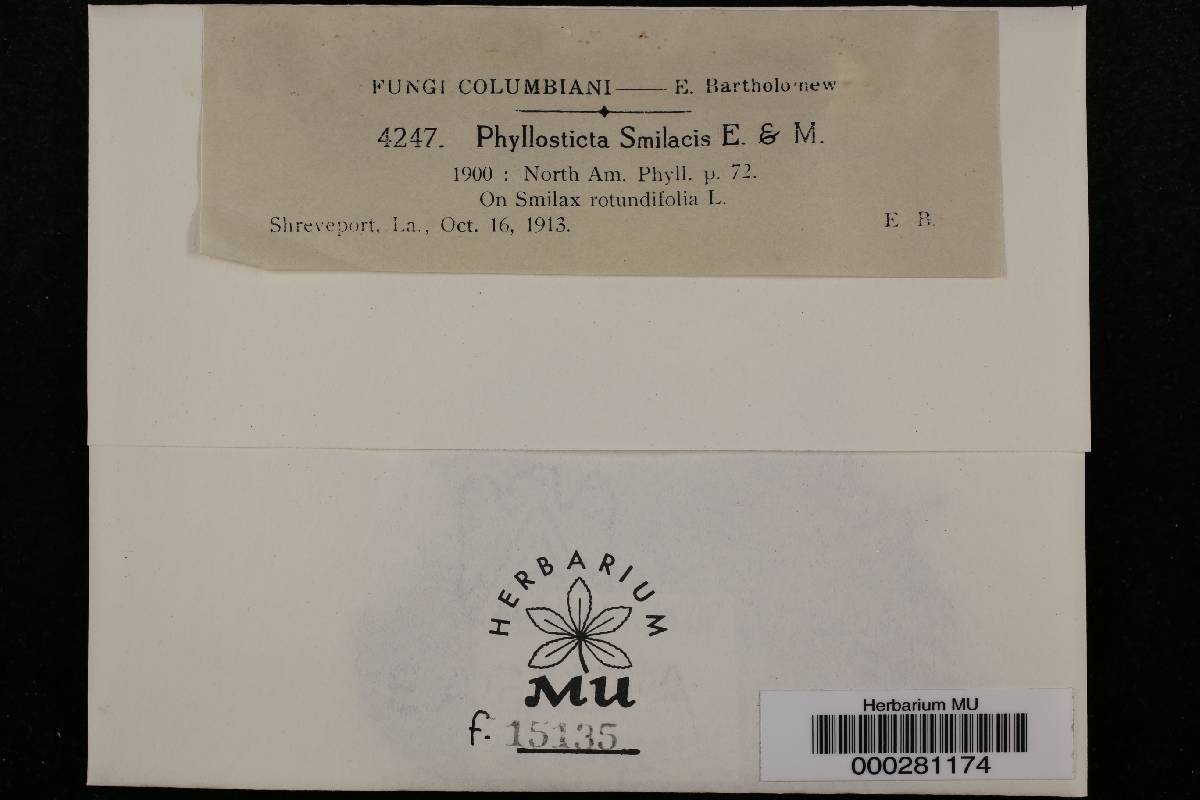 FUNGI COLUMBIANI — E. Bartholomew
4247. Phyllosticta Smilacis E. & M.
1900 : North Am. Phyll. p. 72.
On Smilax rotundifolia L.
Shreveport, La., Oct. 16, 1913. E. B.
HERBARIUM
MU
f. 15135
Herbarium MU
000281174